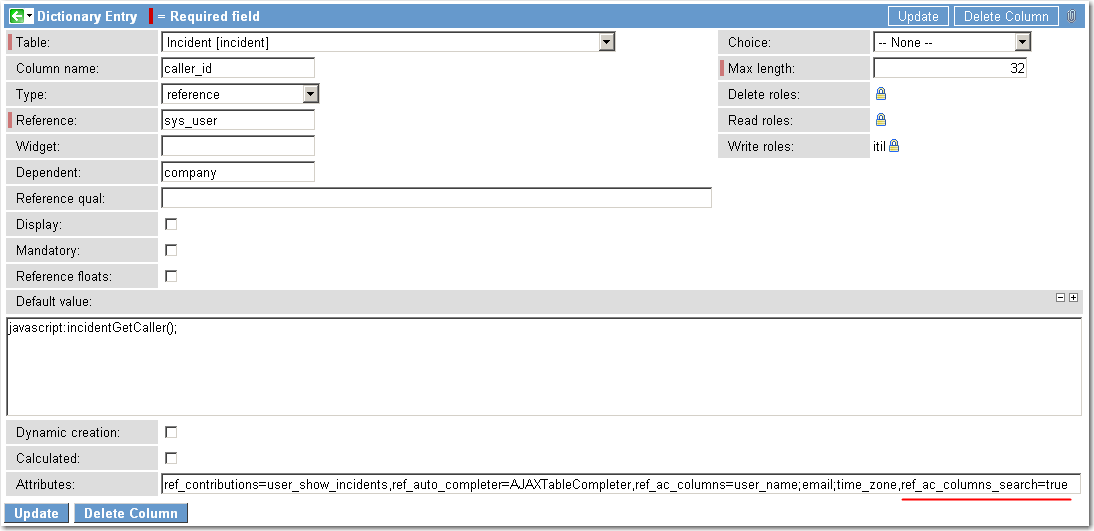 Dictionary Entry = Required field Update Delete Column
Table: Incident [incident] Choice: -- None --
Column name: caller_id Max length: 32
Type: reference Delete roles:
Reference: sys_user Read roles:
Widget: Write roles: itil
Dependent: company
Reference qual:
Display:
Mandatory:
Reference floats:
Default value:
javascript:incidentGetCaller();
Dynamic creation:
Calculated:
Attributes: ref_contributions=user_show_incidents,ref_auto_completer=AJAXTableCompleter,ref_ac_columns=user_name;email;time_zone,ref_ac_columns_search=true
Update Delete Column